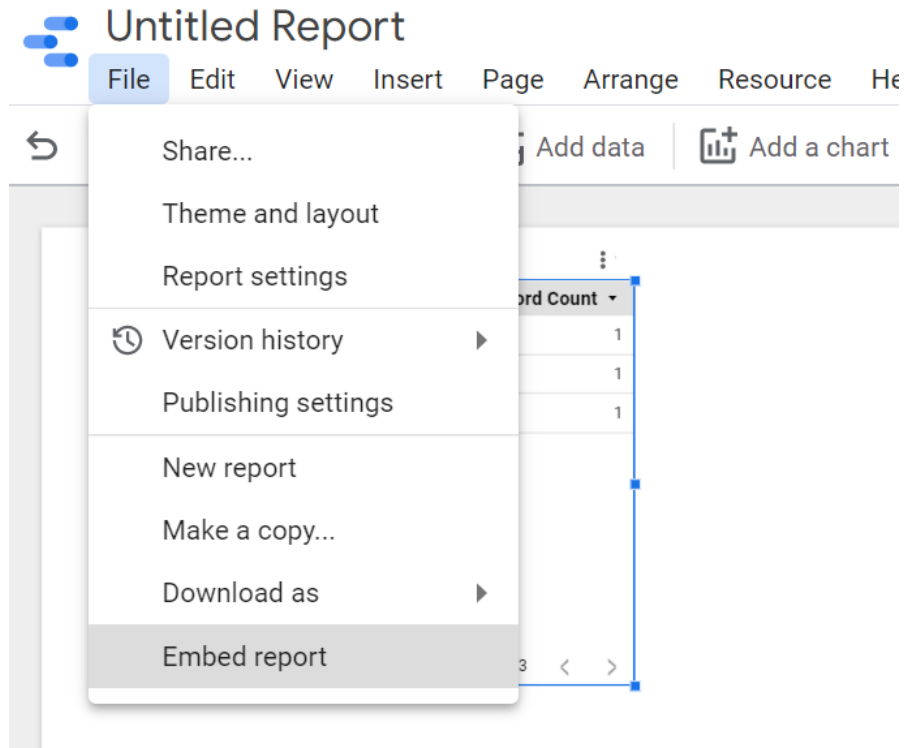 Untitled Report
File Edit View Insert Page Arrange Resource
Add data Add a chart
Share...
Theme and layout
Report settings
Count
Version history
1
1
Publishing settings
1
New report
Make a copy...
Download as
Embed report
3